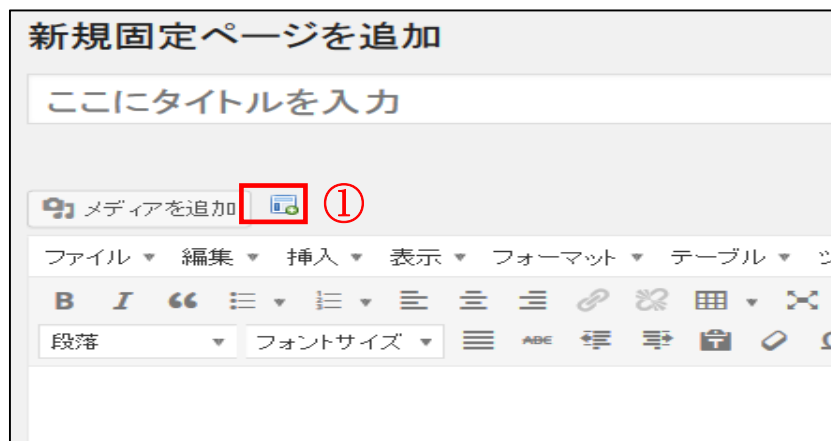 新規固定ページを追加
ここにタイトルを入力
メディアを追加 ①
ファイル 編集 挿入 表示 フォーマット テーブル
B I
段落 フォントサイズ ABE